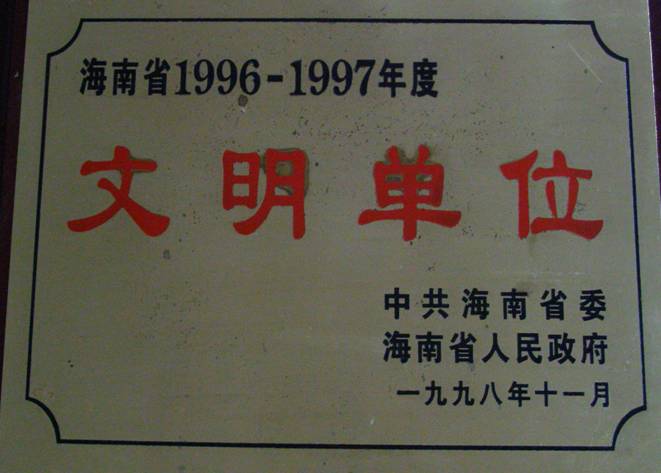 海南省1996-1997年度
文明单位
中共海南省委
海南省人民政府
一九九八年十一月